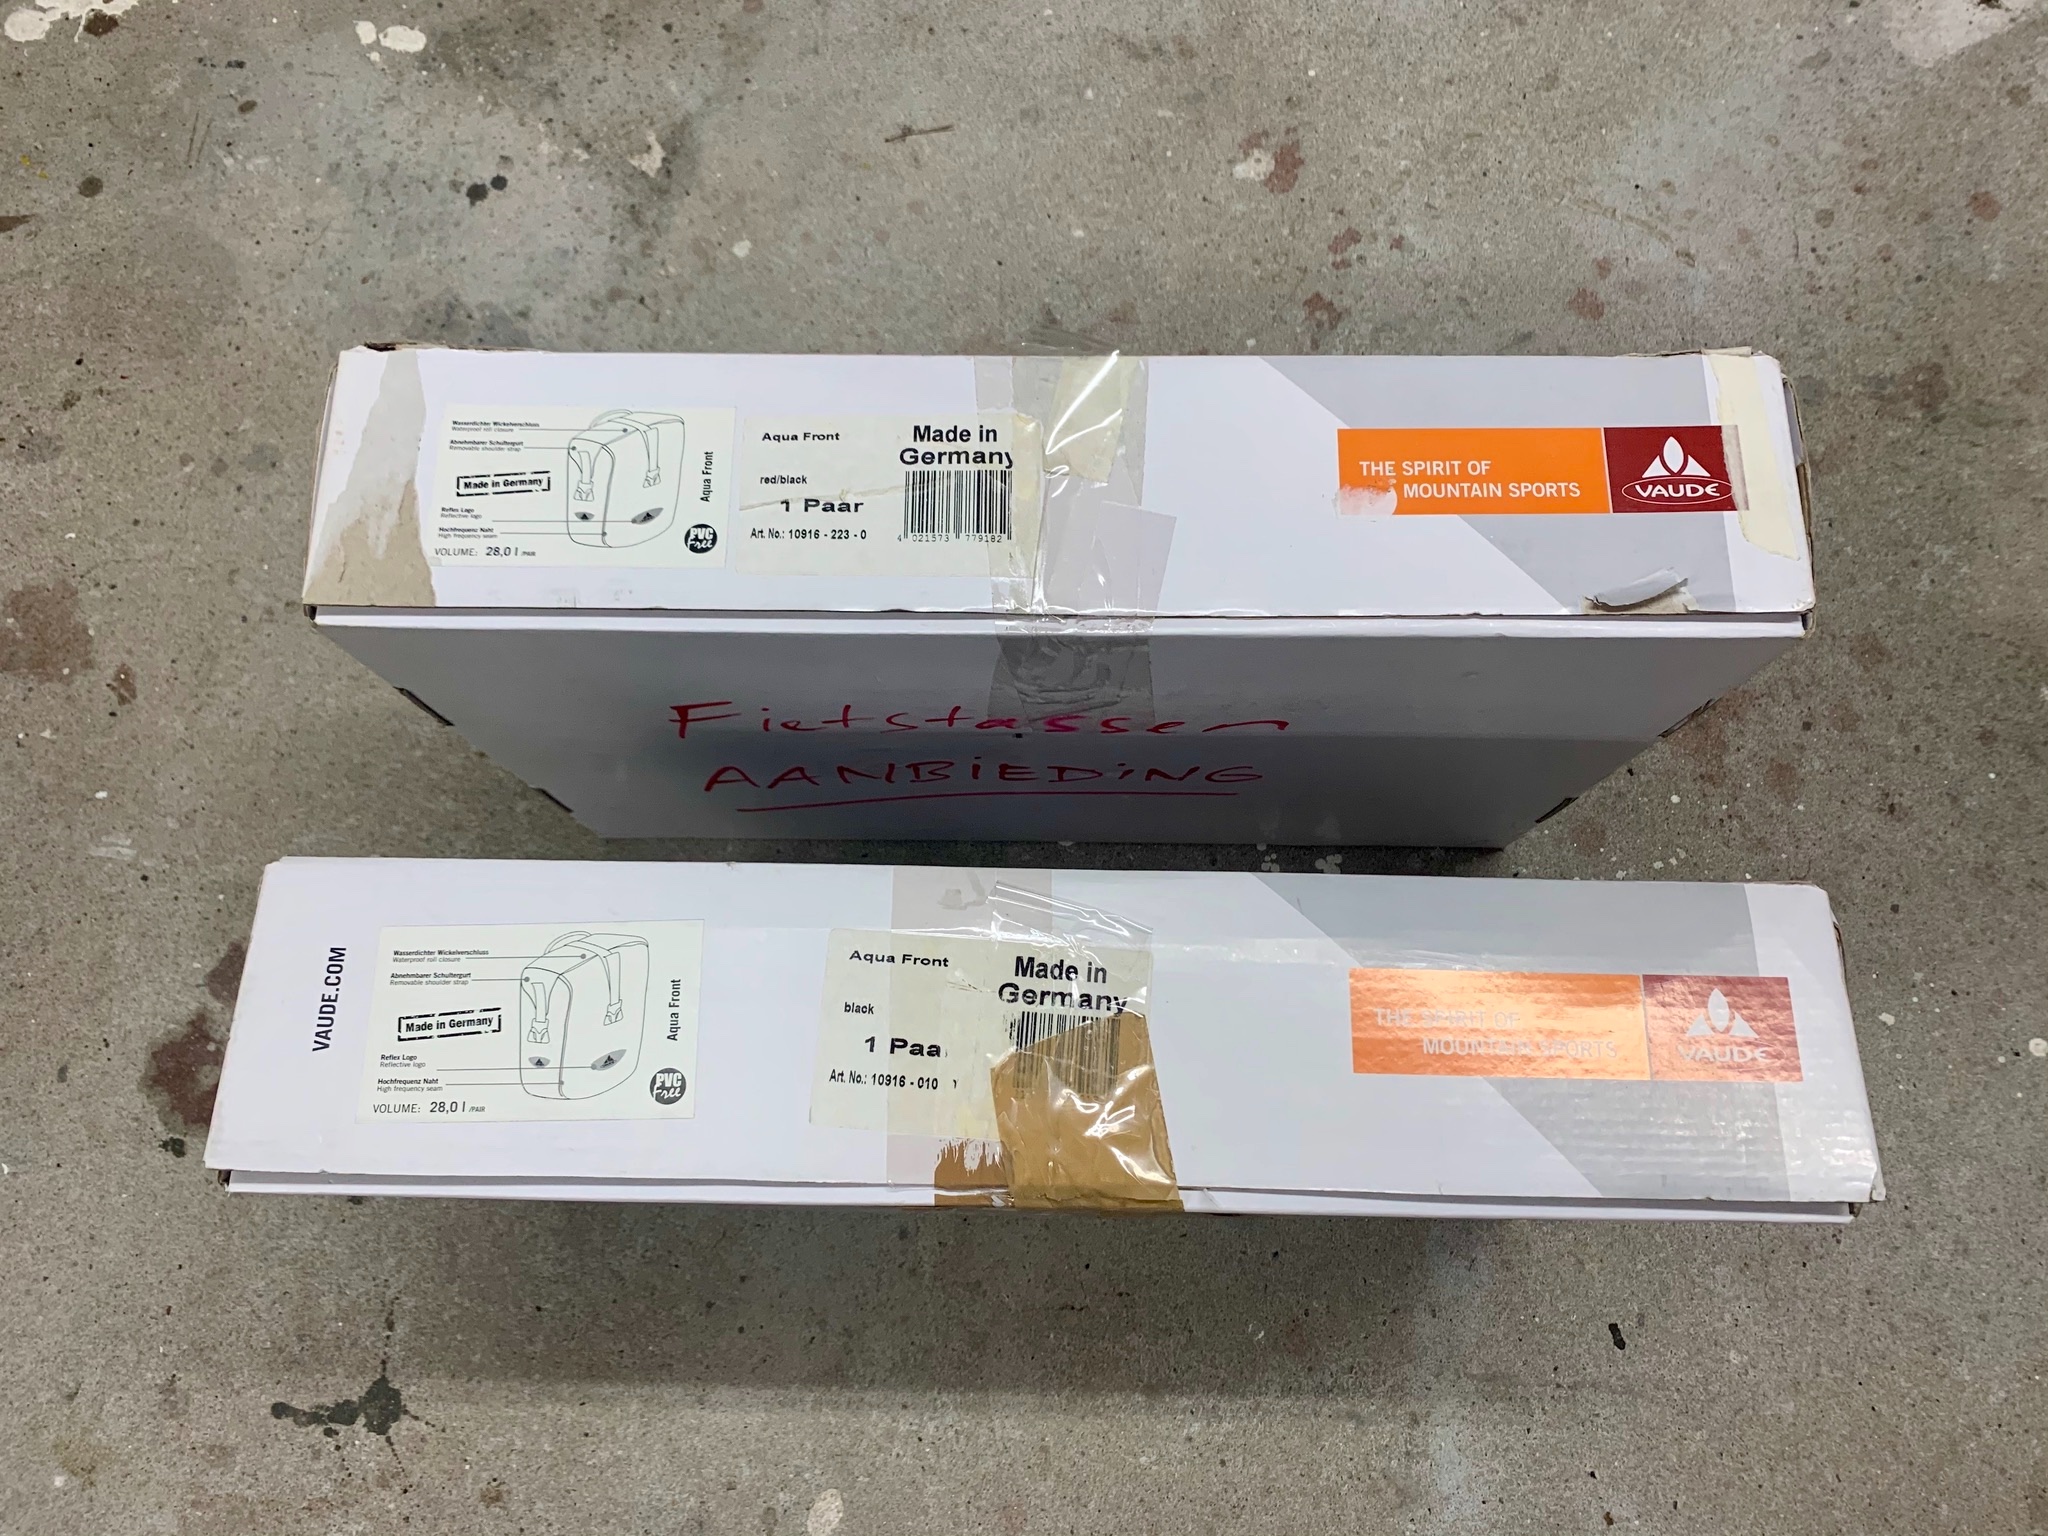 Wasserdichter Wickelverschluss
Waterproof roll closure
Abnehmbarer Schultergurt
Removable shoulder strap
Made in Germany
Reflex Logo
Reflective logo
Hochfrequenz Naht
High frequency seam
VOLUME: 28,0 l /PAIR
Aqua Front
PVC
Free
Aqua Front
red/black
1 Paar
Art. No.: 10916 - 223 - 0
Made in
Germany
4 021573 779182
THE SPIRIT OF
MOUNTAIN SPORTS
VAUDE
Fietstassen
AANBIEDING
VAUDE.COM
Wasserdichter Wickelverschluss
Waterproof roll closure
Abnehmbarer Schultergurt
Removable shoulder strap
Made in Germany
Reflex Logo
Reflective logo
Hochfrequenz Naht
High frequency seam
VOLUME: 28,0 l /PAIR
Aqua Front
PVC
Free
Aqua Front
black
1 Paa
Art. No.: 10916 - 010
Made in
Germany
THE SPIRIT OF
MOUNTAIN SPORTS
VAUDE